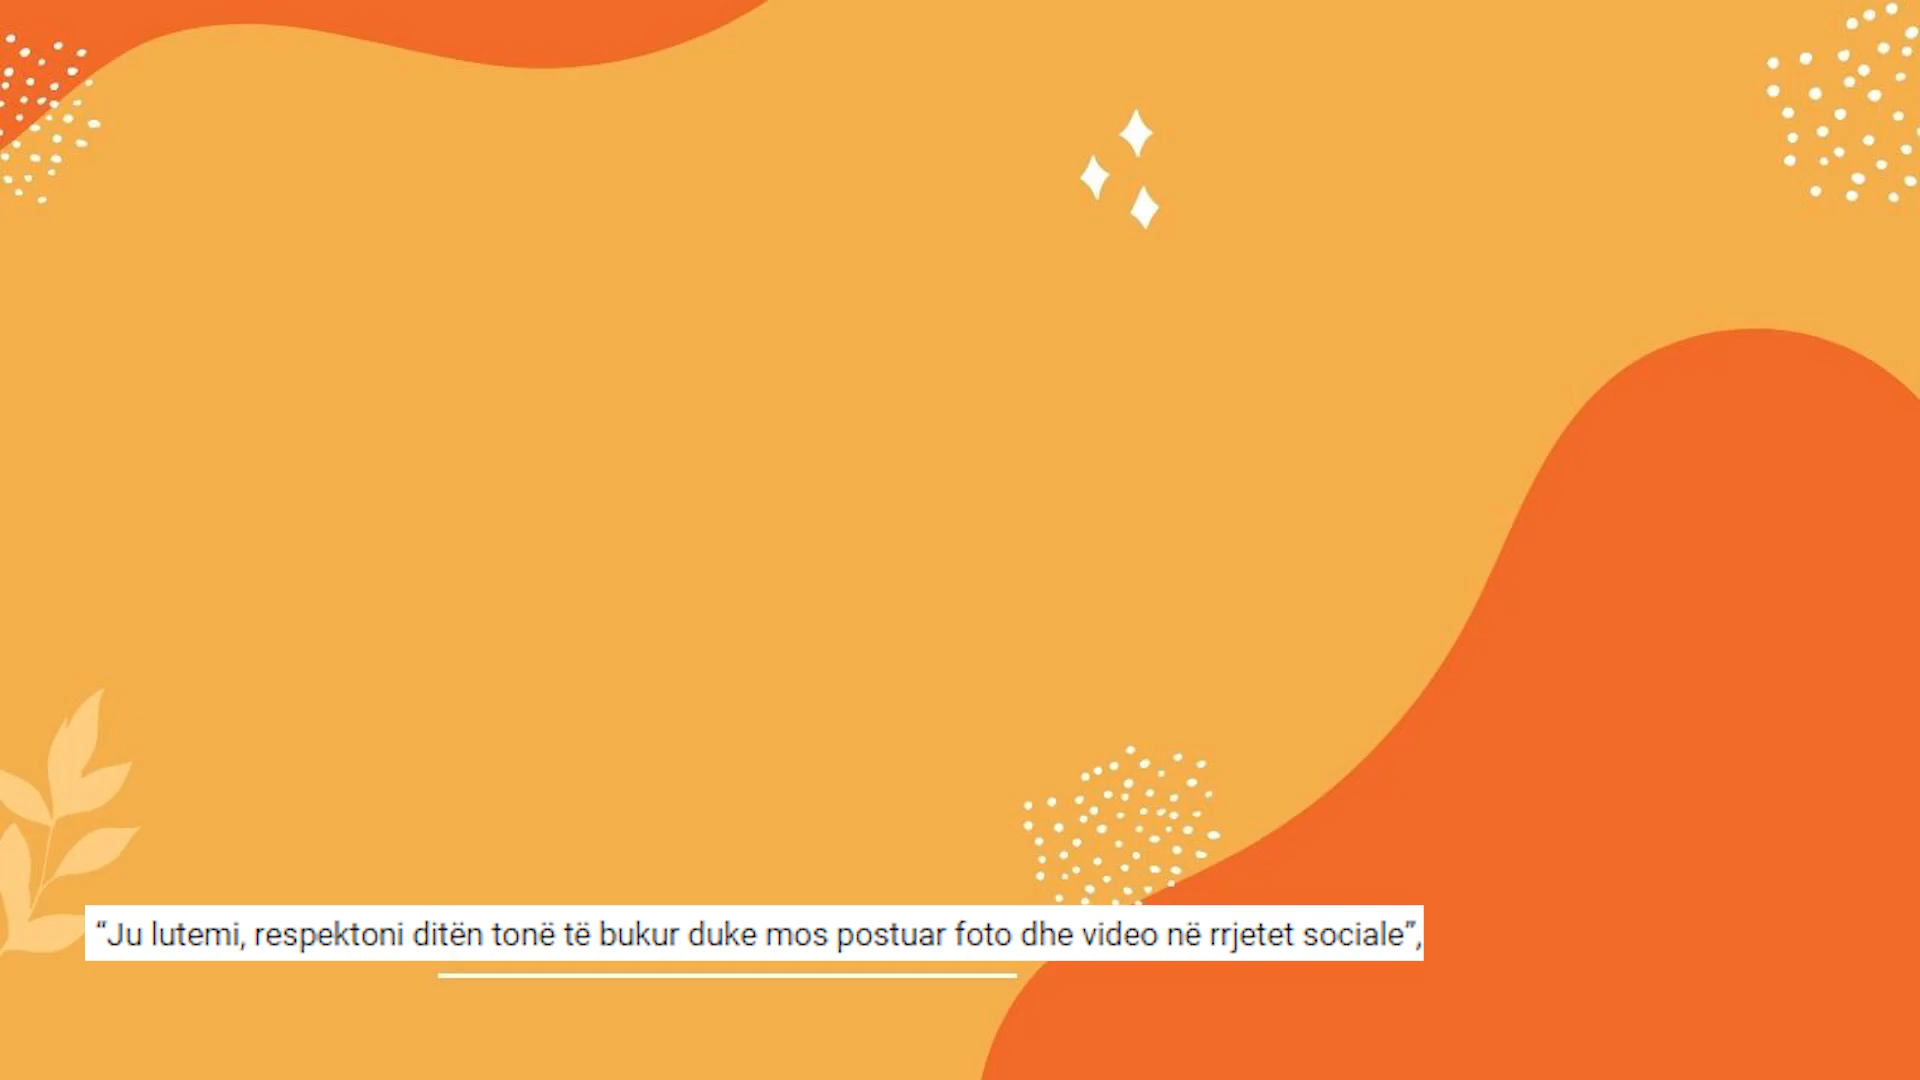 “Ju lutemi, respektoni ditën tonë të bukur duke mos postuar foto dhe video në rrjetet sociale”,